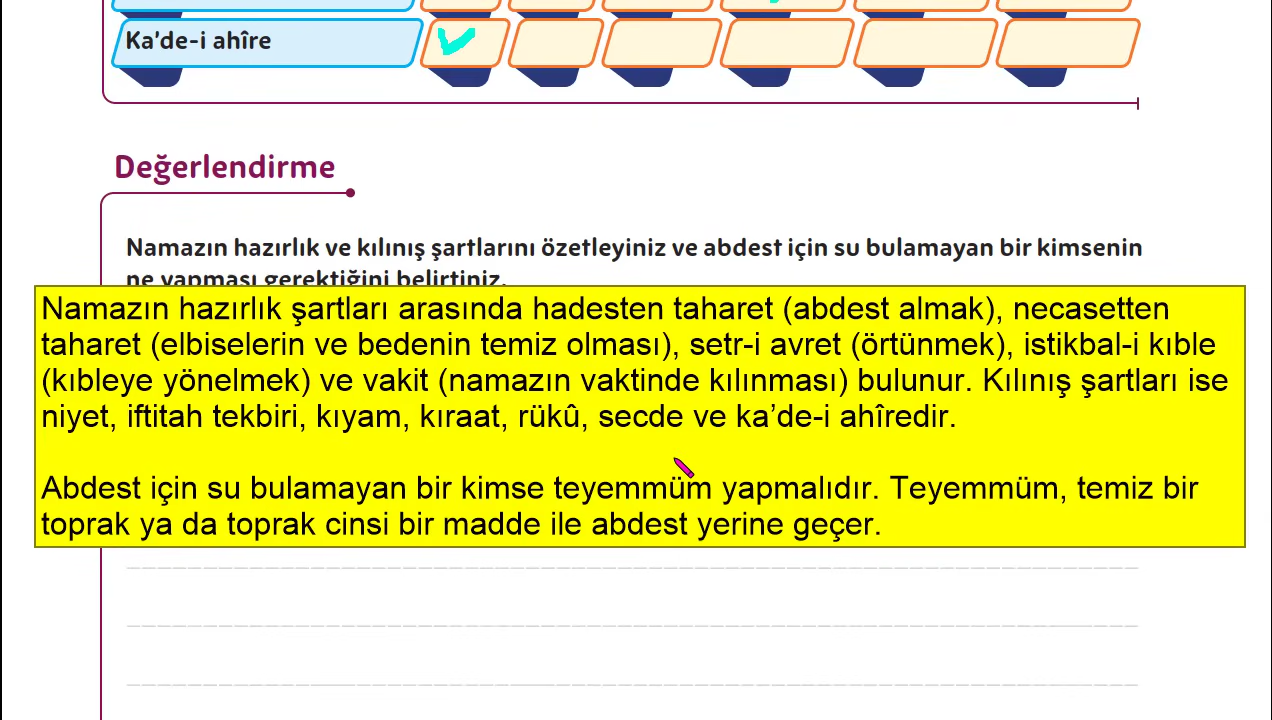 Ka'de-i ahîre
Değerlendirme
Namazın hazırlık ve kılınış şartlarını özetleyiniz ve abdest için su bulamayan bir kimsenin
ne yapması gerektiğini belirtiniz.
Namazın hazırlık şartları arasında hadesten taharet (abdest almak), necasetten
taharet (elbiselerin ve bedenin temiz olması), setr-i avret (örtünmek), istikbal-i kıble
(kıbleye yönelmek) ve vakit (namazın vaktinde kılınması) bulunur. Kılınış şartları ise
niyet, iftitah tekbiri, kıyam, kıraat, rükû, secde ve ka'de-i ahîredir.
Abdest için su bulamayan bir kimse teyemmüm yapmalıdır. Teyemmüm, temiz bir
toprak ya da toprak cinsi bir madde ile abdest yerine geçer.